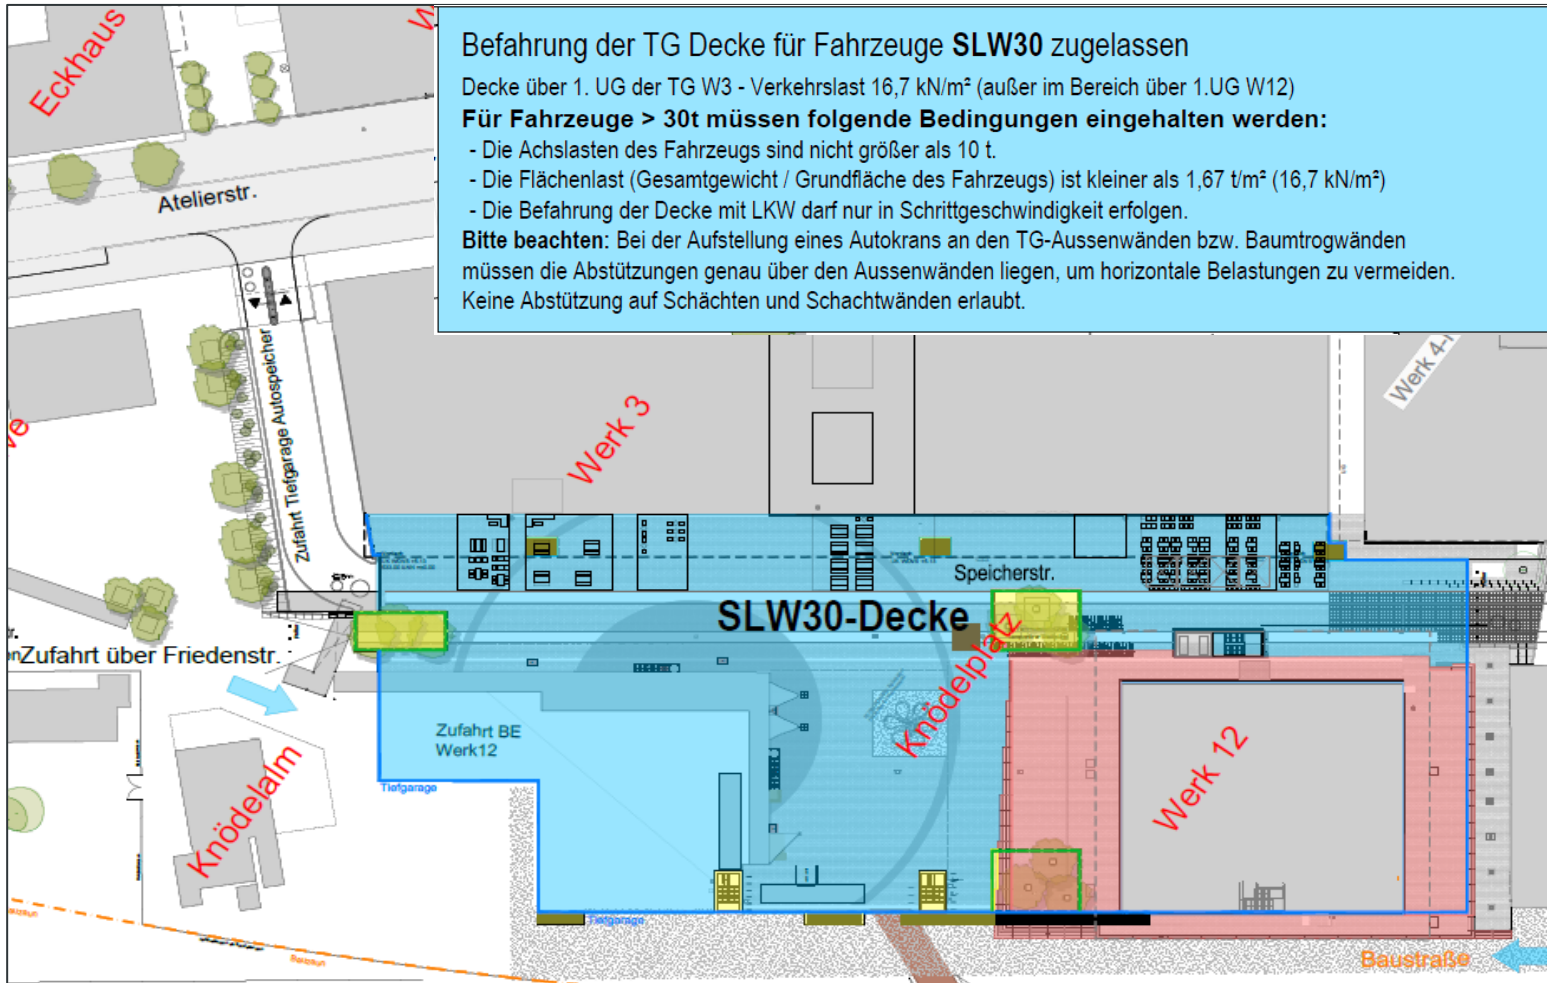 Eckhaus
Befahrung der TG Decke für Fahrzeuge SLW30 zugelassen
Decke über 1. UG der TG W3 - Verkehrslast 16,7 kN/m² (außer im Bereich über 1.UG W12)
Für Fahrzeuge > 30t müssen folgende Bedingungen eingehalten werden:
- Die Achslasten des Fahrzeugs sind nicht größer als 10 t.
- Die Flächenlast (Gesamtgewicht / Grundfläche des Fahrzeugs) ist kleiner als 1,67 t/m² (16,7 kN/m²)
- Die Befahrung der Decke mit LKW darf nur in Schrittgeschwindigkeit erfolgen.
Bitte beachten: Bei der Aufstellung eines Autokrans an den TG-Aussenwänden bzw. Baumtrogwänden
müssen die Abstützungen genau über den Aussenwänden liegen, um horizontale Belastungen zu vermeiden.
Keine Abstützung auf Schächten und Schachtwänden erlaubt.
Atelierstr.
Zufahrt Tiefgarage Autospeicher
Werk 3
Werk 4-
ve
Speicherstr.
SLW30-Decke
Knödelplatz
Zufahrt über Friedenstr.
Zufahrt BE
Werk12
Werk 12
Knödelalm
Tiefgarage
Tiefgarage
Bauzaun
Bauzaun
Baustraße